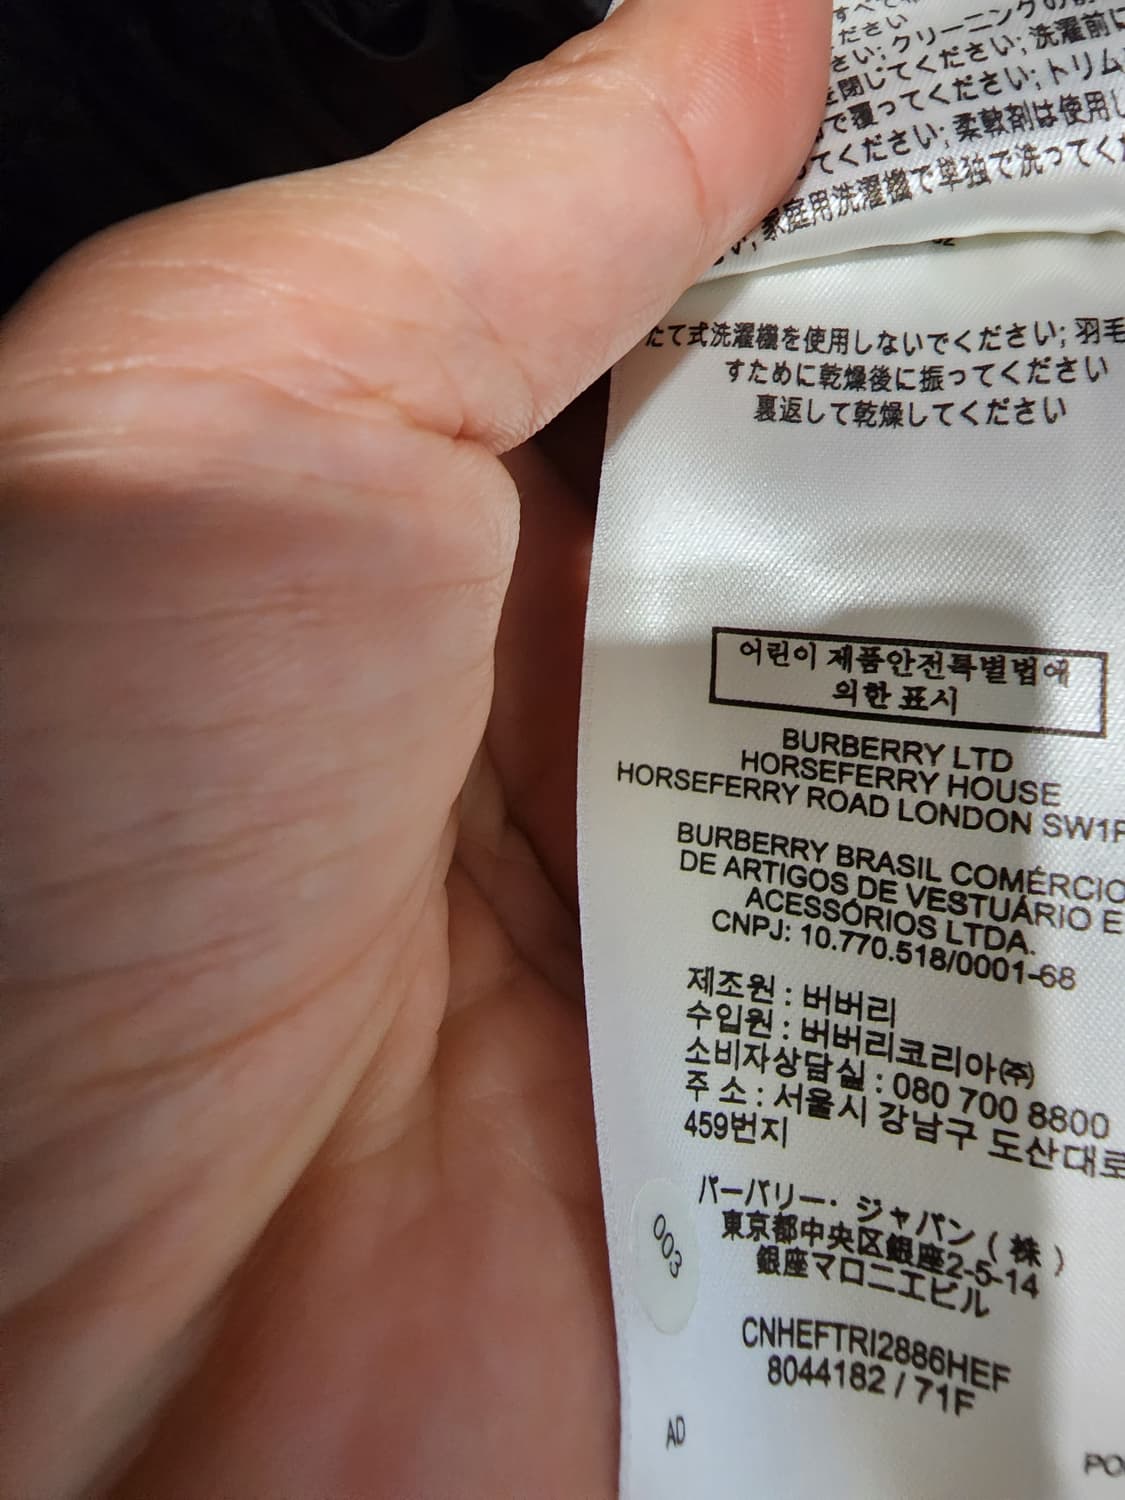 ださい
さい; クリーニングの前
を閉じてください; 洗濯前に
で覆ってください; トリム
てください; 柔軟剤は使用し
い; 家庭用洗濯機で単独で洗ってくだ
たて式洗濯機を使用しないでください; 羽毛
すために乾燥後に振ってください
裏返して乾燥してください
어린이 제품안전특별법에
의한 표시
BURBERRY LTD
HORSEFERRY HOUSE
HORSEFERRY ROAD LONDON SW1P
BURBERRY BRASIL COMÉRCIO
DE ARTIGOS DE VESTUÁRIO E
ACESSÓRIOS LTDA.
CNPJ: 10.770.518/0001-68
제조원 : 버버리
수입원 : 버버리코리아㈜
소비자상담실 : 080 700 8800
주 소 : 서울시 강남구 도산대로
459번지
バーバリー・ジャパン ( 株 )
東京都中央区銀座2-5-14
銀座マロニエビル
003
CNHEFTRI2886HEF
8044182 / 71F
AD